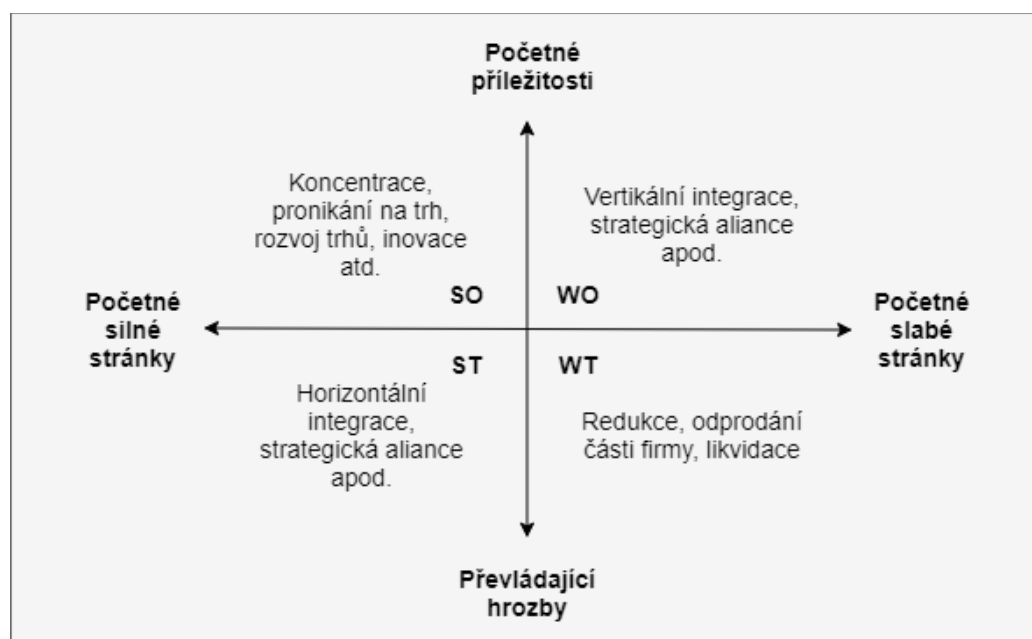 Početné
příležitosti
Koncentrace,
pronikání na trh,
rozvoj trhů, inovace
atd.
Vertikální integrace,
strategická aliance
apod.
SO
WO
Početné
silné
stránky
Početné
slabé
stránky
ST
WT
Horizontální
integrace,
strategická aliance
apod.
Redukce, odprodání
části firmy, likvidace
Převládající
hrozby